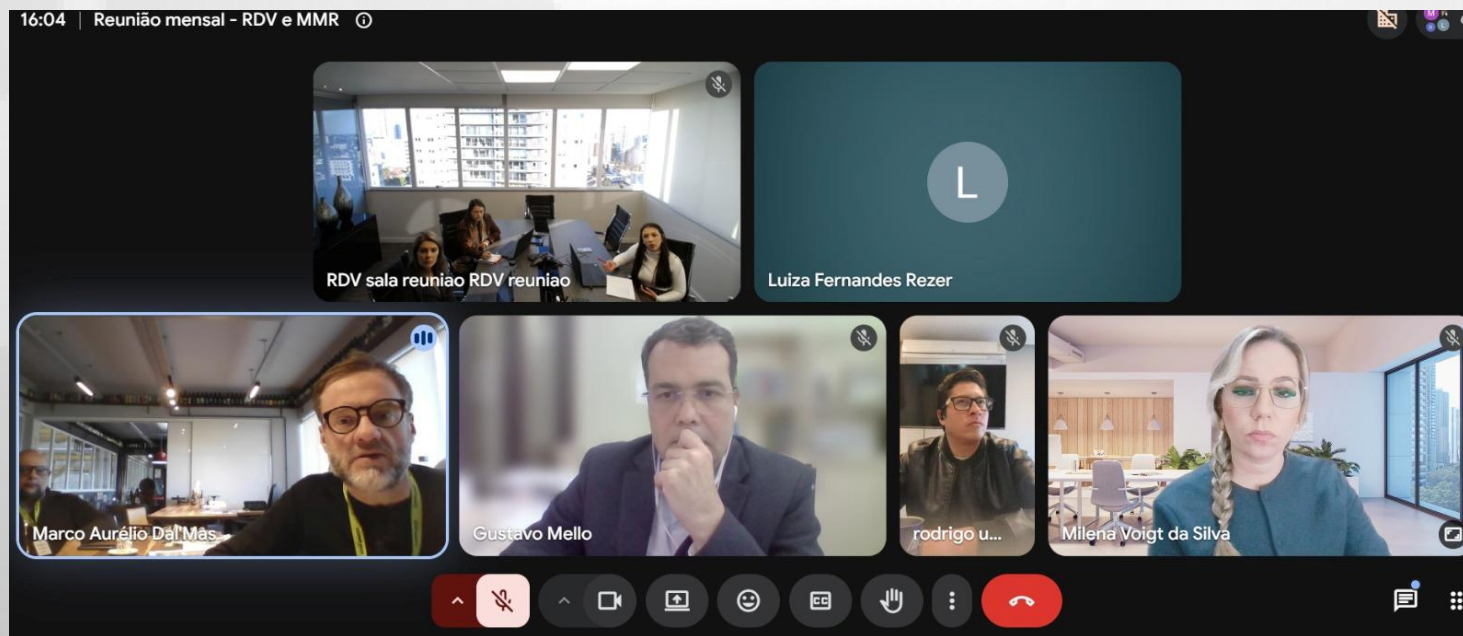 16:04 | Reunião mensal - RDV e MMR
RDV sala reuniao RDV reuniao
L
Luiza Fernandes Rezer
Marco Aurélio Dal'Mas
Gustavo Mello
rodrigo u...
Milena Voigt da Silva
CC